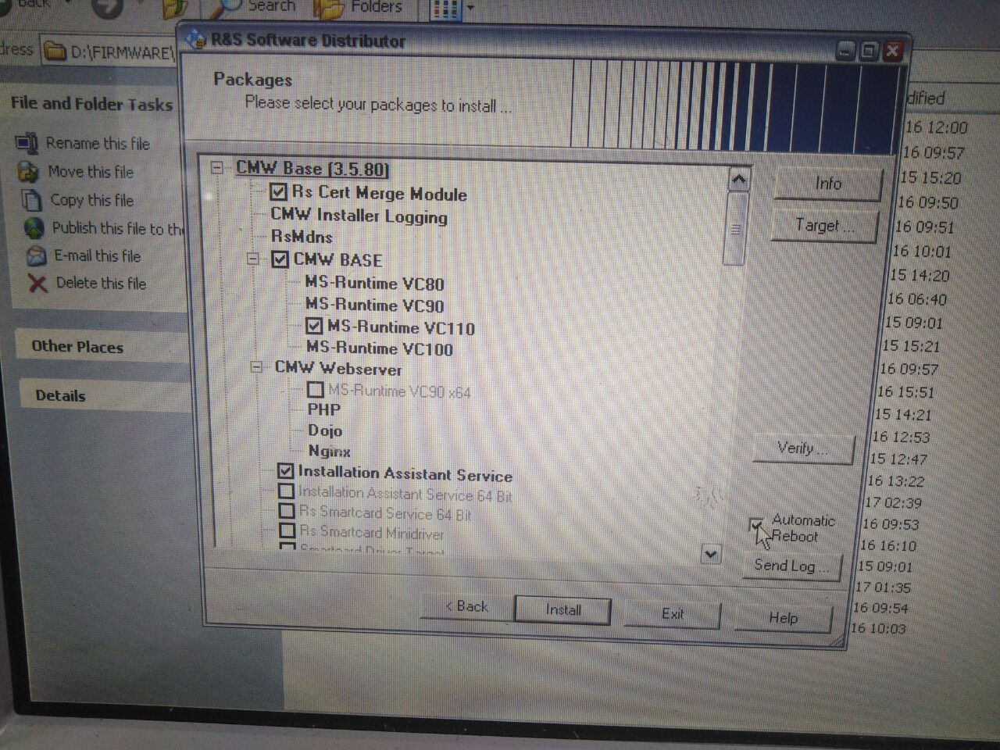 Back
Search
Folders
dress
D:\FIRMWARE\
R&S Software Distributor
Packages
Please select your packages to install ...
File and Folder Tasks
Rename this file
Move this file
Copy this file
Publish this file to the
E-mail this file
Delete this file
Other Places
Details
CMW Base [3.5.80]
Rs Cert Merge Module
CMW Installer Logging
RsMdns
CMW BASE
MS-Runtime VC80
MS-Runtime VC90
MS-Runtime VC110
MS-Runtime VC100
CMW Webserver
MS-Runtime VC90 x64
PHP
Dojo
Nginx
Installation Assistant Service
Installation Assistant Service 64 Bit
Rs Smartcard Service 64 Bit
Rs Smartcard Minidriver
Smartcard Driver Target
Info
Target ...
Verify ...
Automatic
Reboot
Send Log ...
< Back
Install
Exit
Help
dified
16 12:00
16 09:57
15 15:20
16 09:50
16 09:51
16 10:01
15 14:20
16 06:40
15 09:01
15 15:21
16 09:57
16 15:51
15 14:21
16 12:53
15 12:47
16 13:22
17 02:39
16 09:53
16 16:10
15 09:01
17 01:35
16 09:54
16 10:03